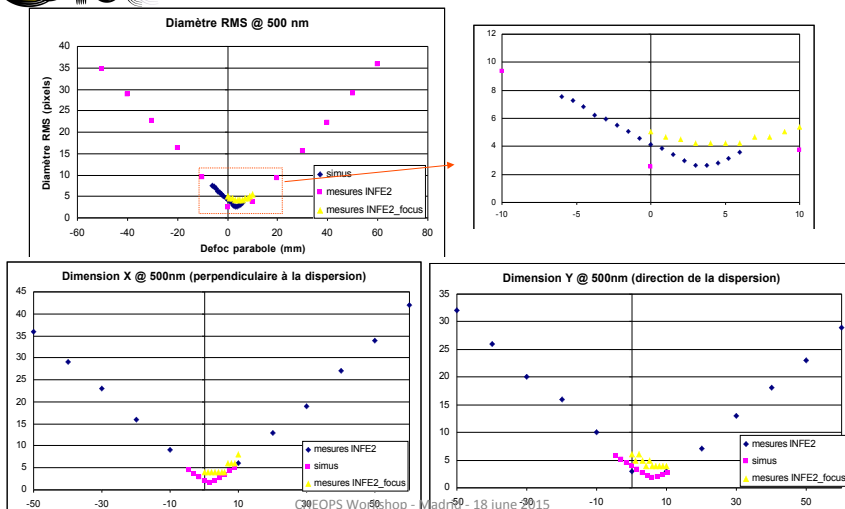 Diamètre RMS @ 500 nm
Diamètre RMS (pixels)
40
35
30
25
20
15
10
5
0
-60 -40 -20 0 20 40 60 80
Defoc parabole (mm)
simus
mesures INFE2
mesures INFE2_focus
12
10
8
6
4
2
0
-10 -5 0 5 10
Dimension X @ 500nm (perpendiculaire à la dispersion)
45
40
35
30
25
20
15
10
5
0
-50 -30 -10 10 30 50
mesures INFE2
simus
mesures INFE2_focus
Dimension Y @ 500nm (direction de la dispersion)
35
30
25
20
15
10
5
0
-50 -30 -10 10 30 50
mesures INFE2
simus
mesures INFE2_focus
CHEOPS Workshop - Madrid - 18 june 2015